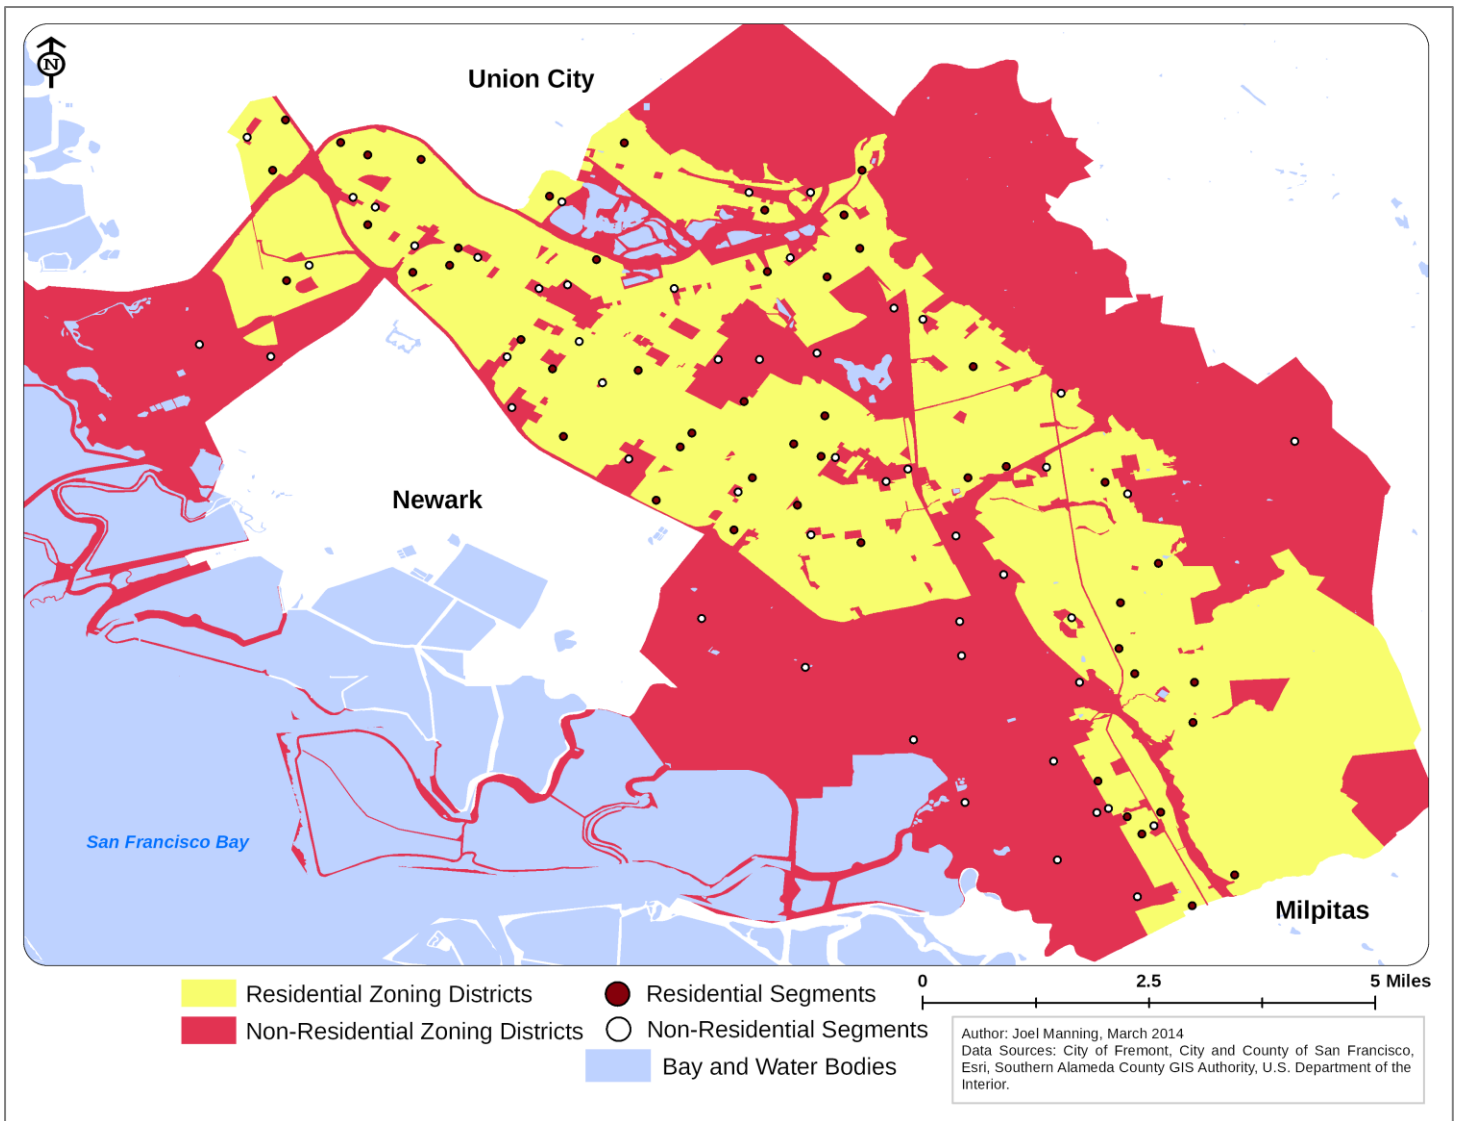 N
Union City
Newark
San Francisco Bay
Milpitas
Residential Zoning Districts
Non-Residential Zoning Districts
Residential Segments
Non-Residential Segments
Bay and Water Bodies
0 2.5 5 Miles
Author: Joel Manning, March 2014
Data Sources: City of Fremont, City and County of San Francisco,
Esri, Southern Alameda County GIS Authority, U.S. Department of the
Interior.